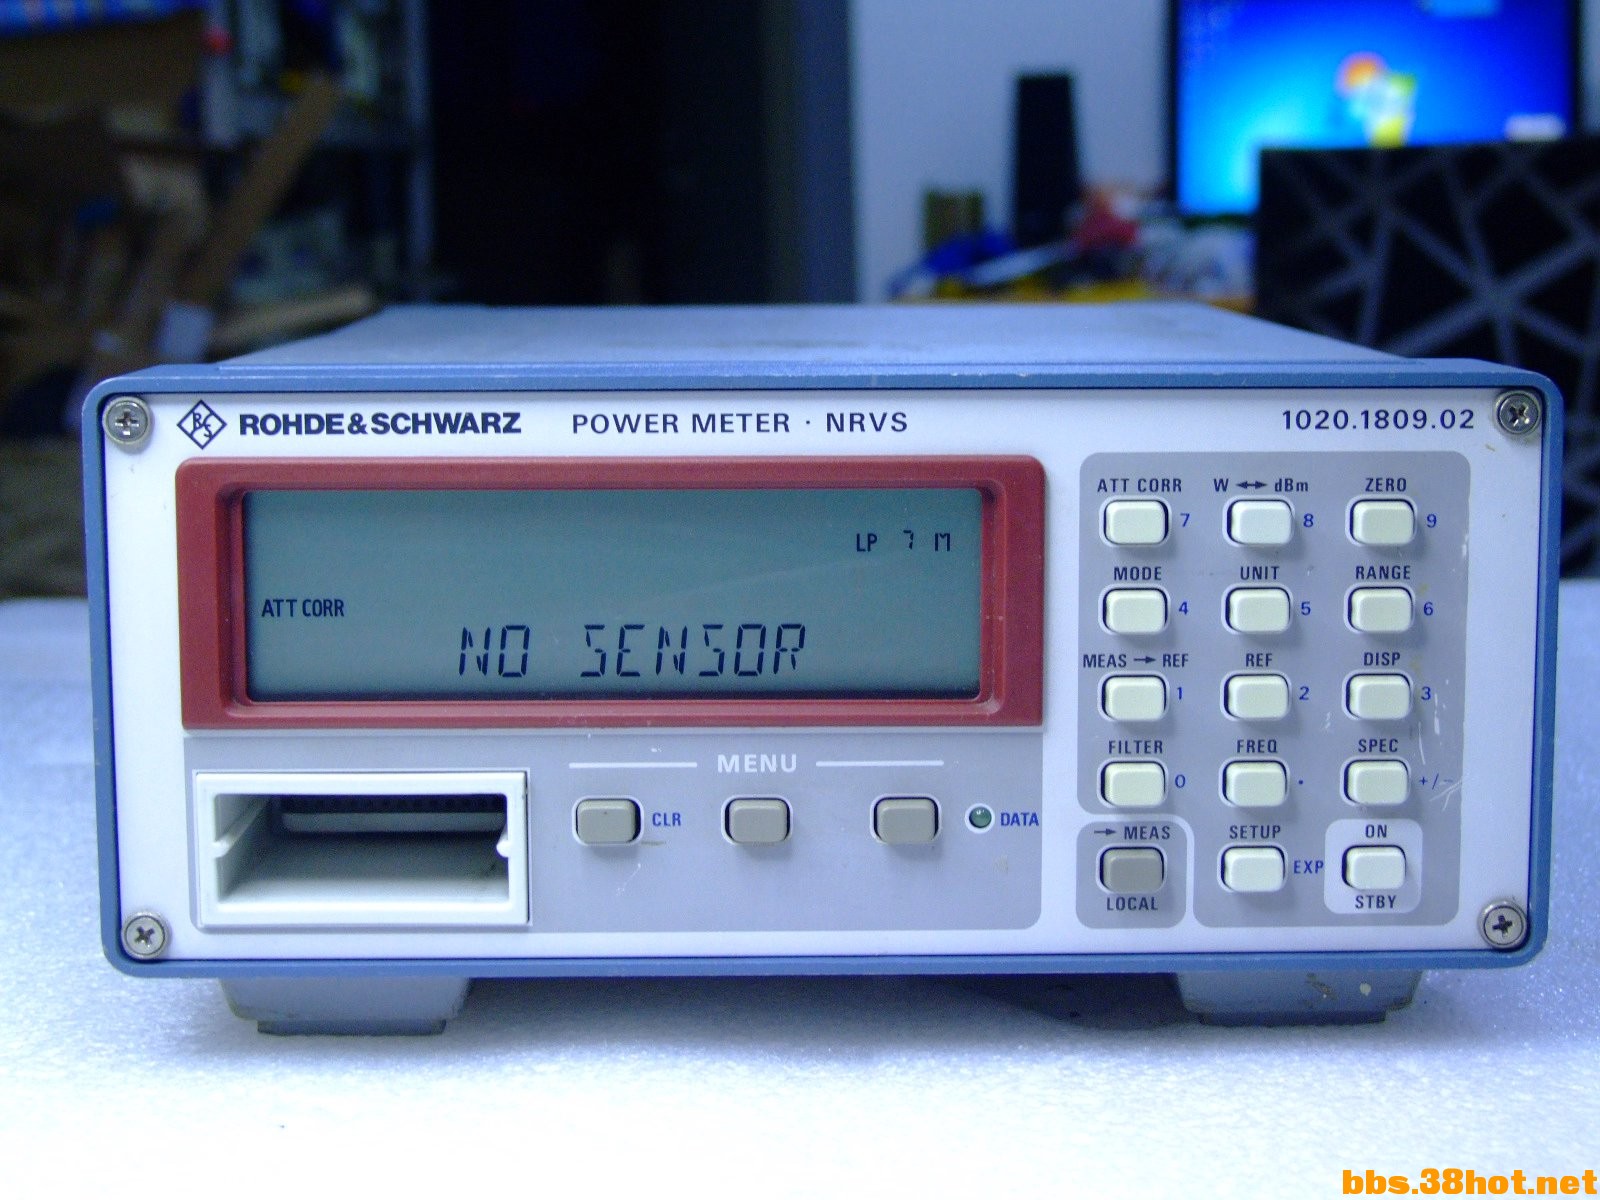 R&S ROHDE&SCHWARZ POWER METER · NRVS 1020.1809.02
LP 7 M
ATT CORR
NO SENSOR
MENU
CLR
DATA
ATT CORR W ↔ dBm ZERO
7 8 9
MODE UNIT RANGE
4 5 6
MEAS → REF REF DISP
1 2 3
FILTER FREQ SPEC
0 . +/-
→ MEAS SETUP ON
EXP
LOCAL STBY
bbs.38hot.net